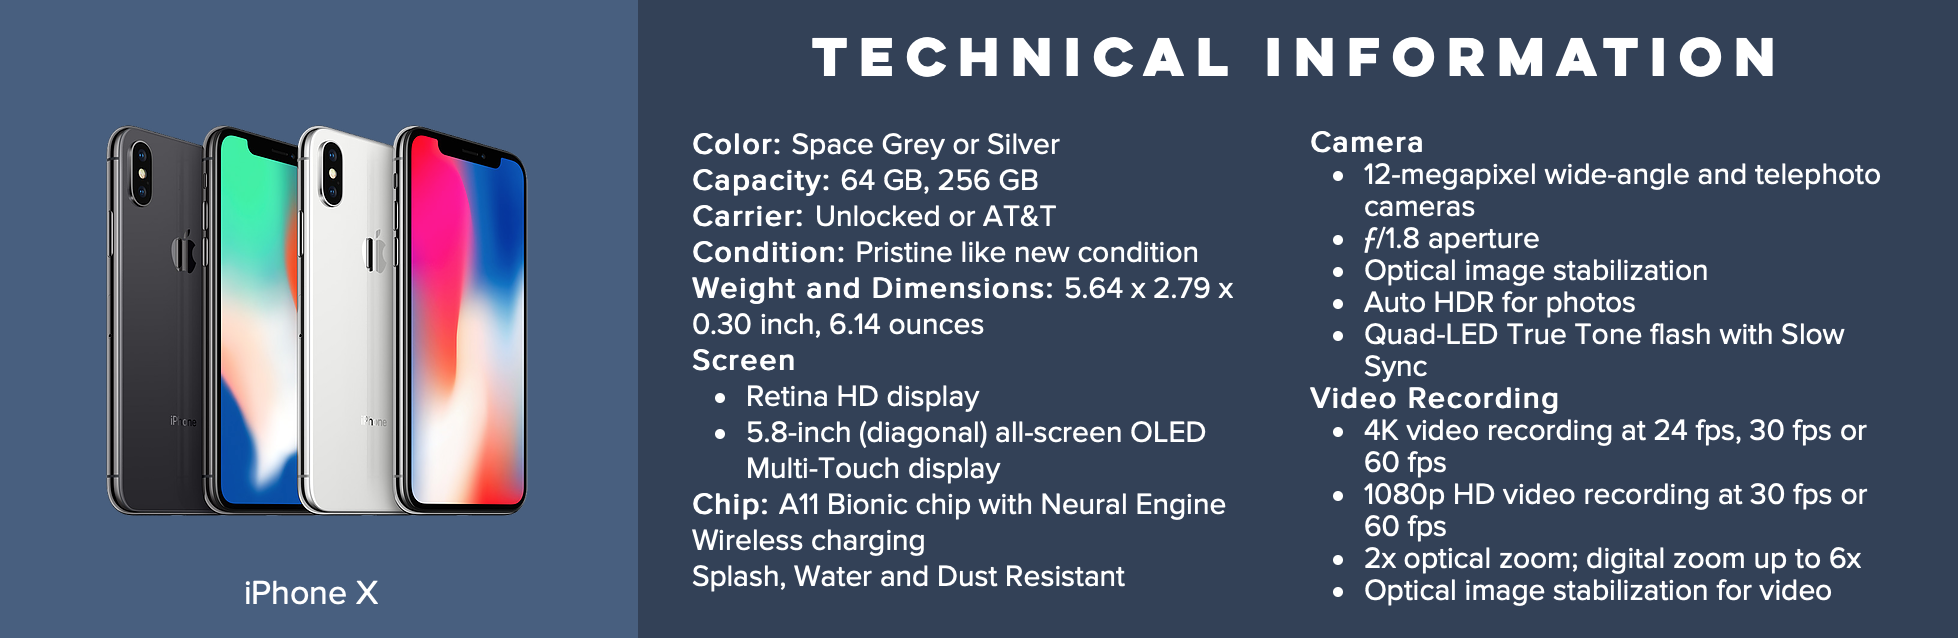 TECHNICAL INFORMATION
Color: Space Grey or Silver
Capacity: 64 GB, 256 GB
Carrier: Unlocked or AT&T
Condition: Pristine like new condition
Weight and Dimensions: 5.64 x 2.79 x
0.30 inch, 6.14 ounces
Screen
• Retina HD display
• 5.8-inch (diagonal) all-screen OLED
Multi-Touch display
Chip: A11 Bionic chip with Neural Engine
Wireless charging
Splash, Water and Dust Resistant
Camera
• 12-megapixel wide-angle and telephoto
cameras
• ƒ/1.8 aperture
• Optical image stabilization
• Auto HDR for photos
• Quad-LED True Tone flash with Slow
Sync
Video Recording
• 4K video recording at 24 fps, 30 fps or
60 fps
• 1080p HD video recording at 30 fps or
60 fps
• 2x optical zoom; digital zoom up to 6x
• Optical image stabilization for video
iPhone
iPhone
iPhone X